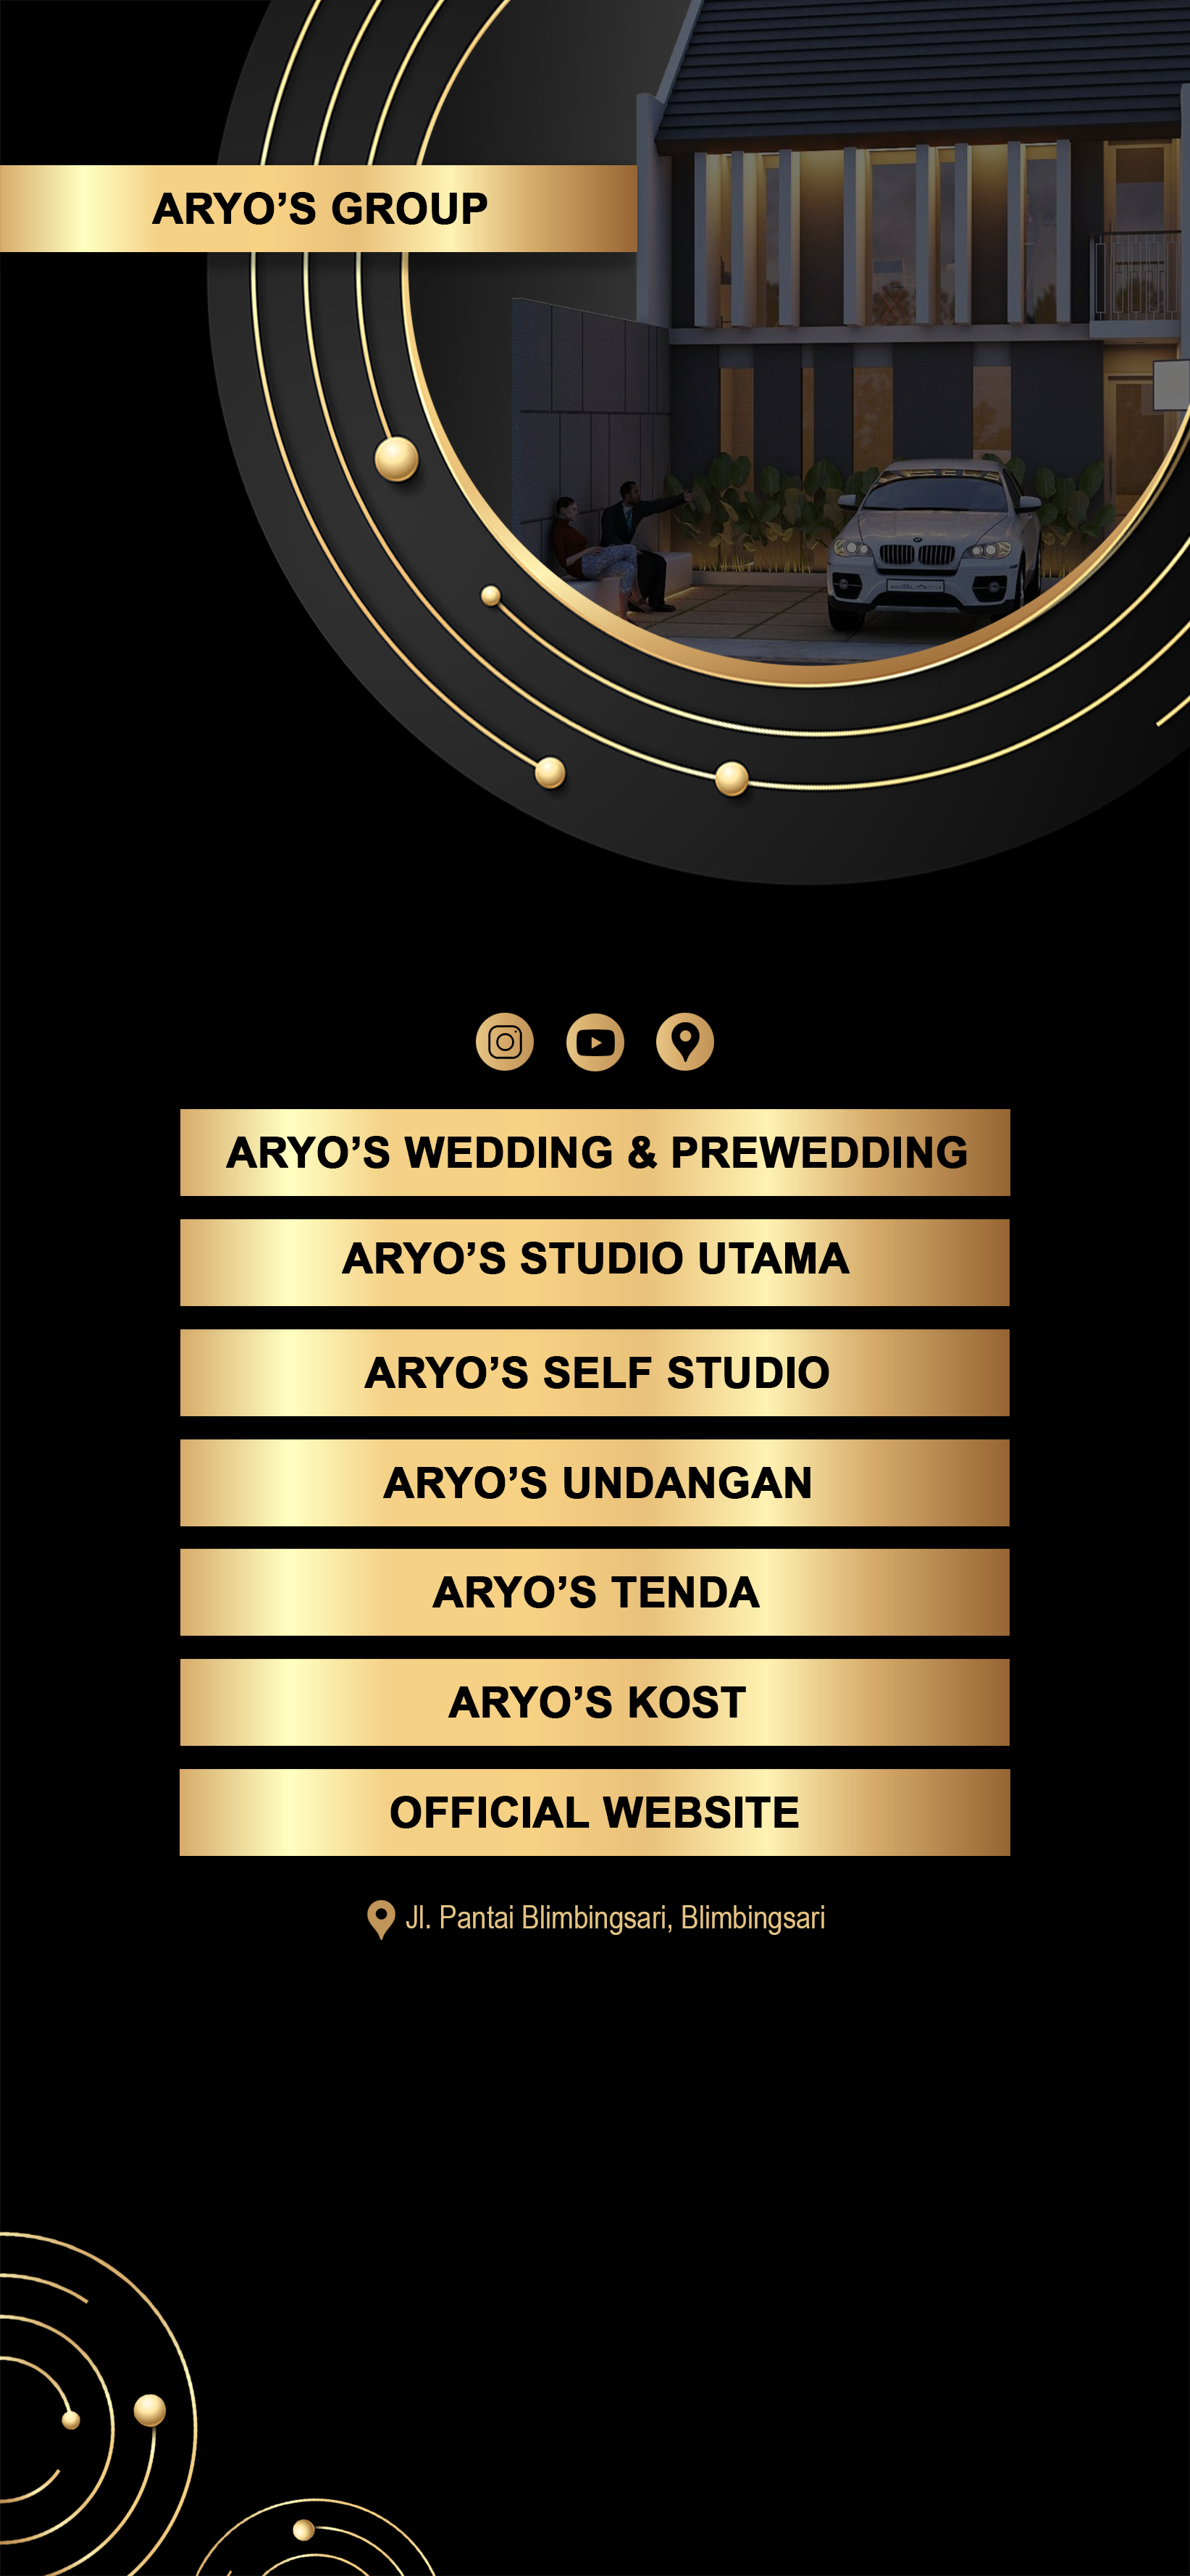 ARYO’S GROUP
ARYO’S WEDDING & PREWEDDING
ARYO’S STUDIO UTAMA
ARYO’S SELF STUDIO
ARYO’S UNDANGAN
ARYO’S TENDA
ARYO’S KOST
OFFICIAL WEBSITE
Jl. Pantai Blimbingsari, Blimbingsari